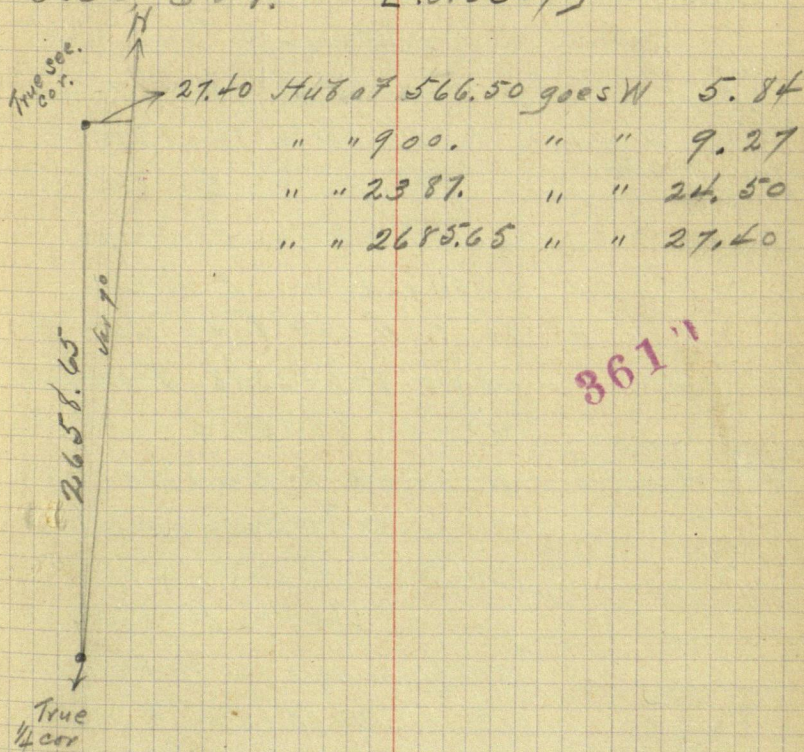 N
True Sec.
cor.
27.40 Hub at 566.50 goes W 5.84
" " 900. " " 9.27
" " 2387. " " 24.50
" " 2685.65 " " 27.40
2658.65
361
True
1/4 cor